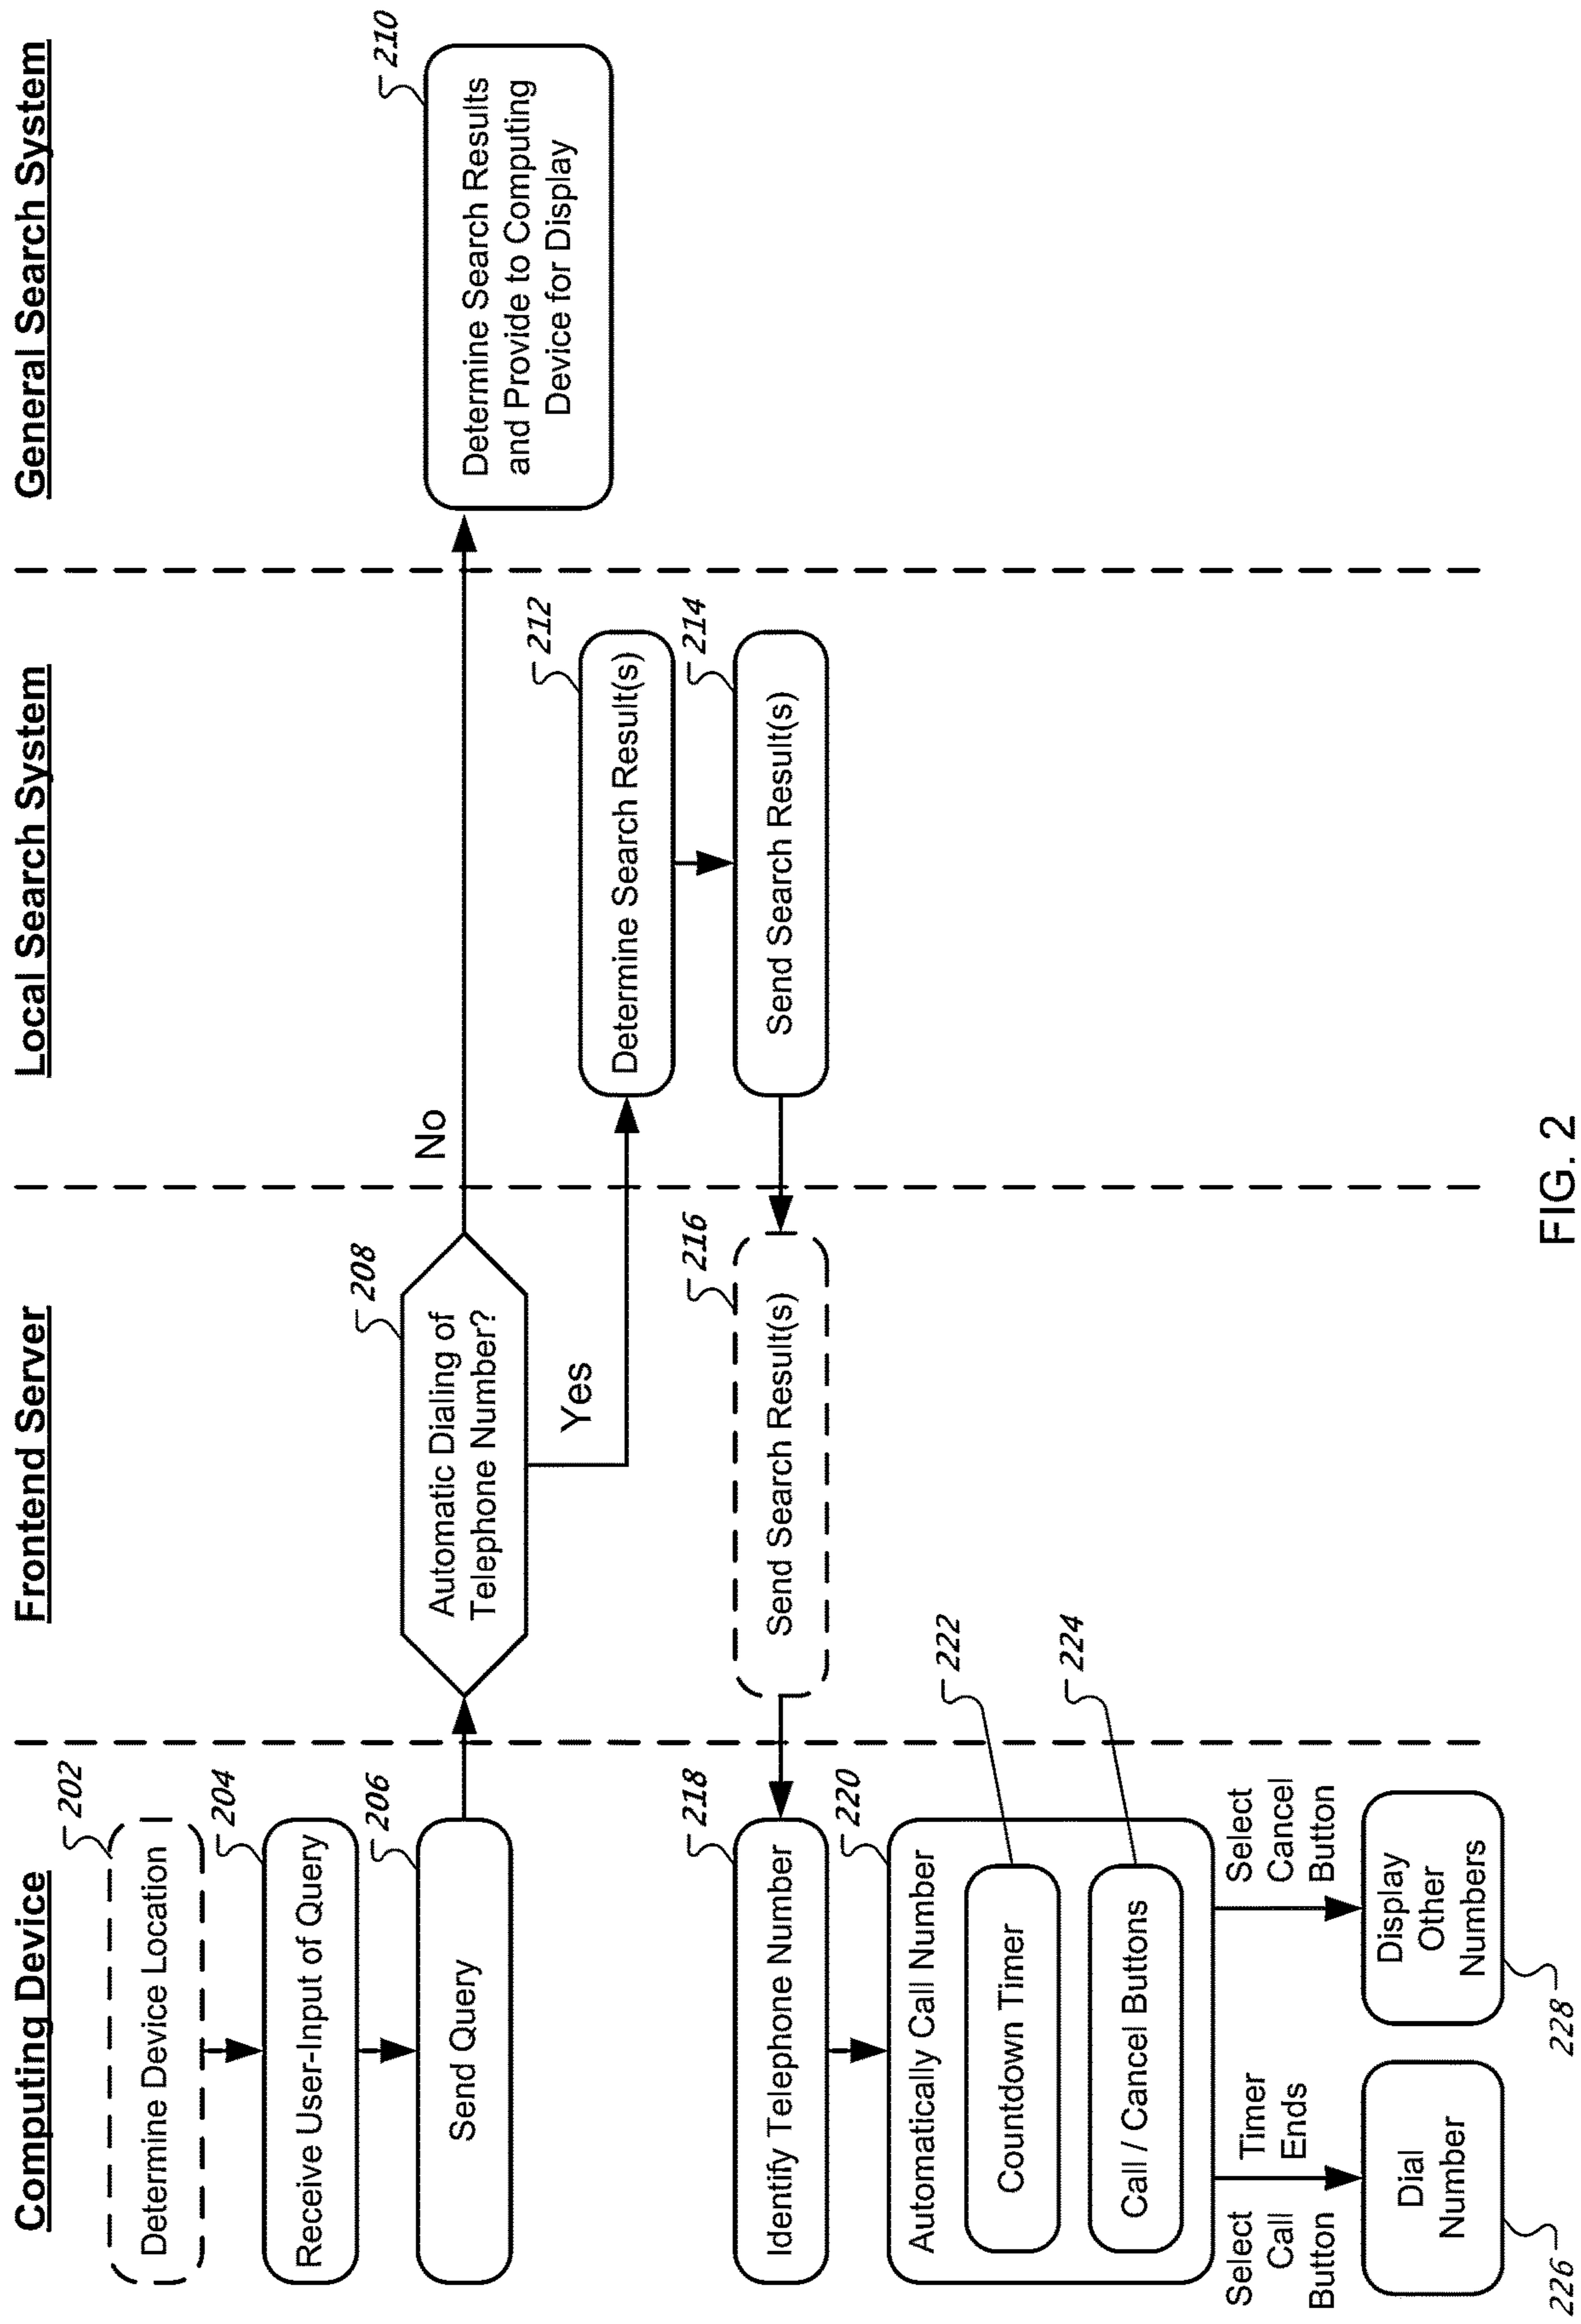 Computing Device
Frontend Server
Local Search System
General Search System
202
Determine Device Location
204
Receive User-Input of Query
206
Send Query
208
Automatic Dialing of
Telephone Number?
No
Yes
210
Determine Search Results
and Provide to Computing
Device for Display
212
Determine Search Result(s)
214
Send Search Result(s)
216
Send Search Result(s)
218
Identify Telephone Number
220
Automatically Call Number
222
Countdown Timer
224
Call / Cancel Buttons
Select
Call
Button
Timer
Ends
Select
Cancel
Button
Dial
Number
226
Display
Other
Numbers
228
FIG. 2